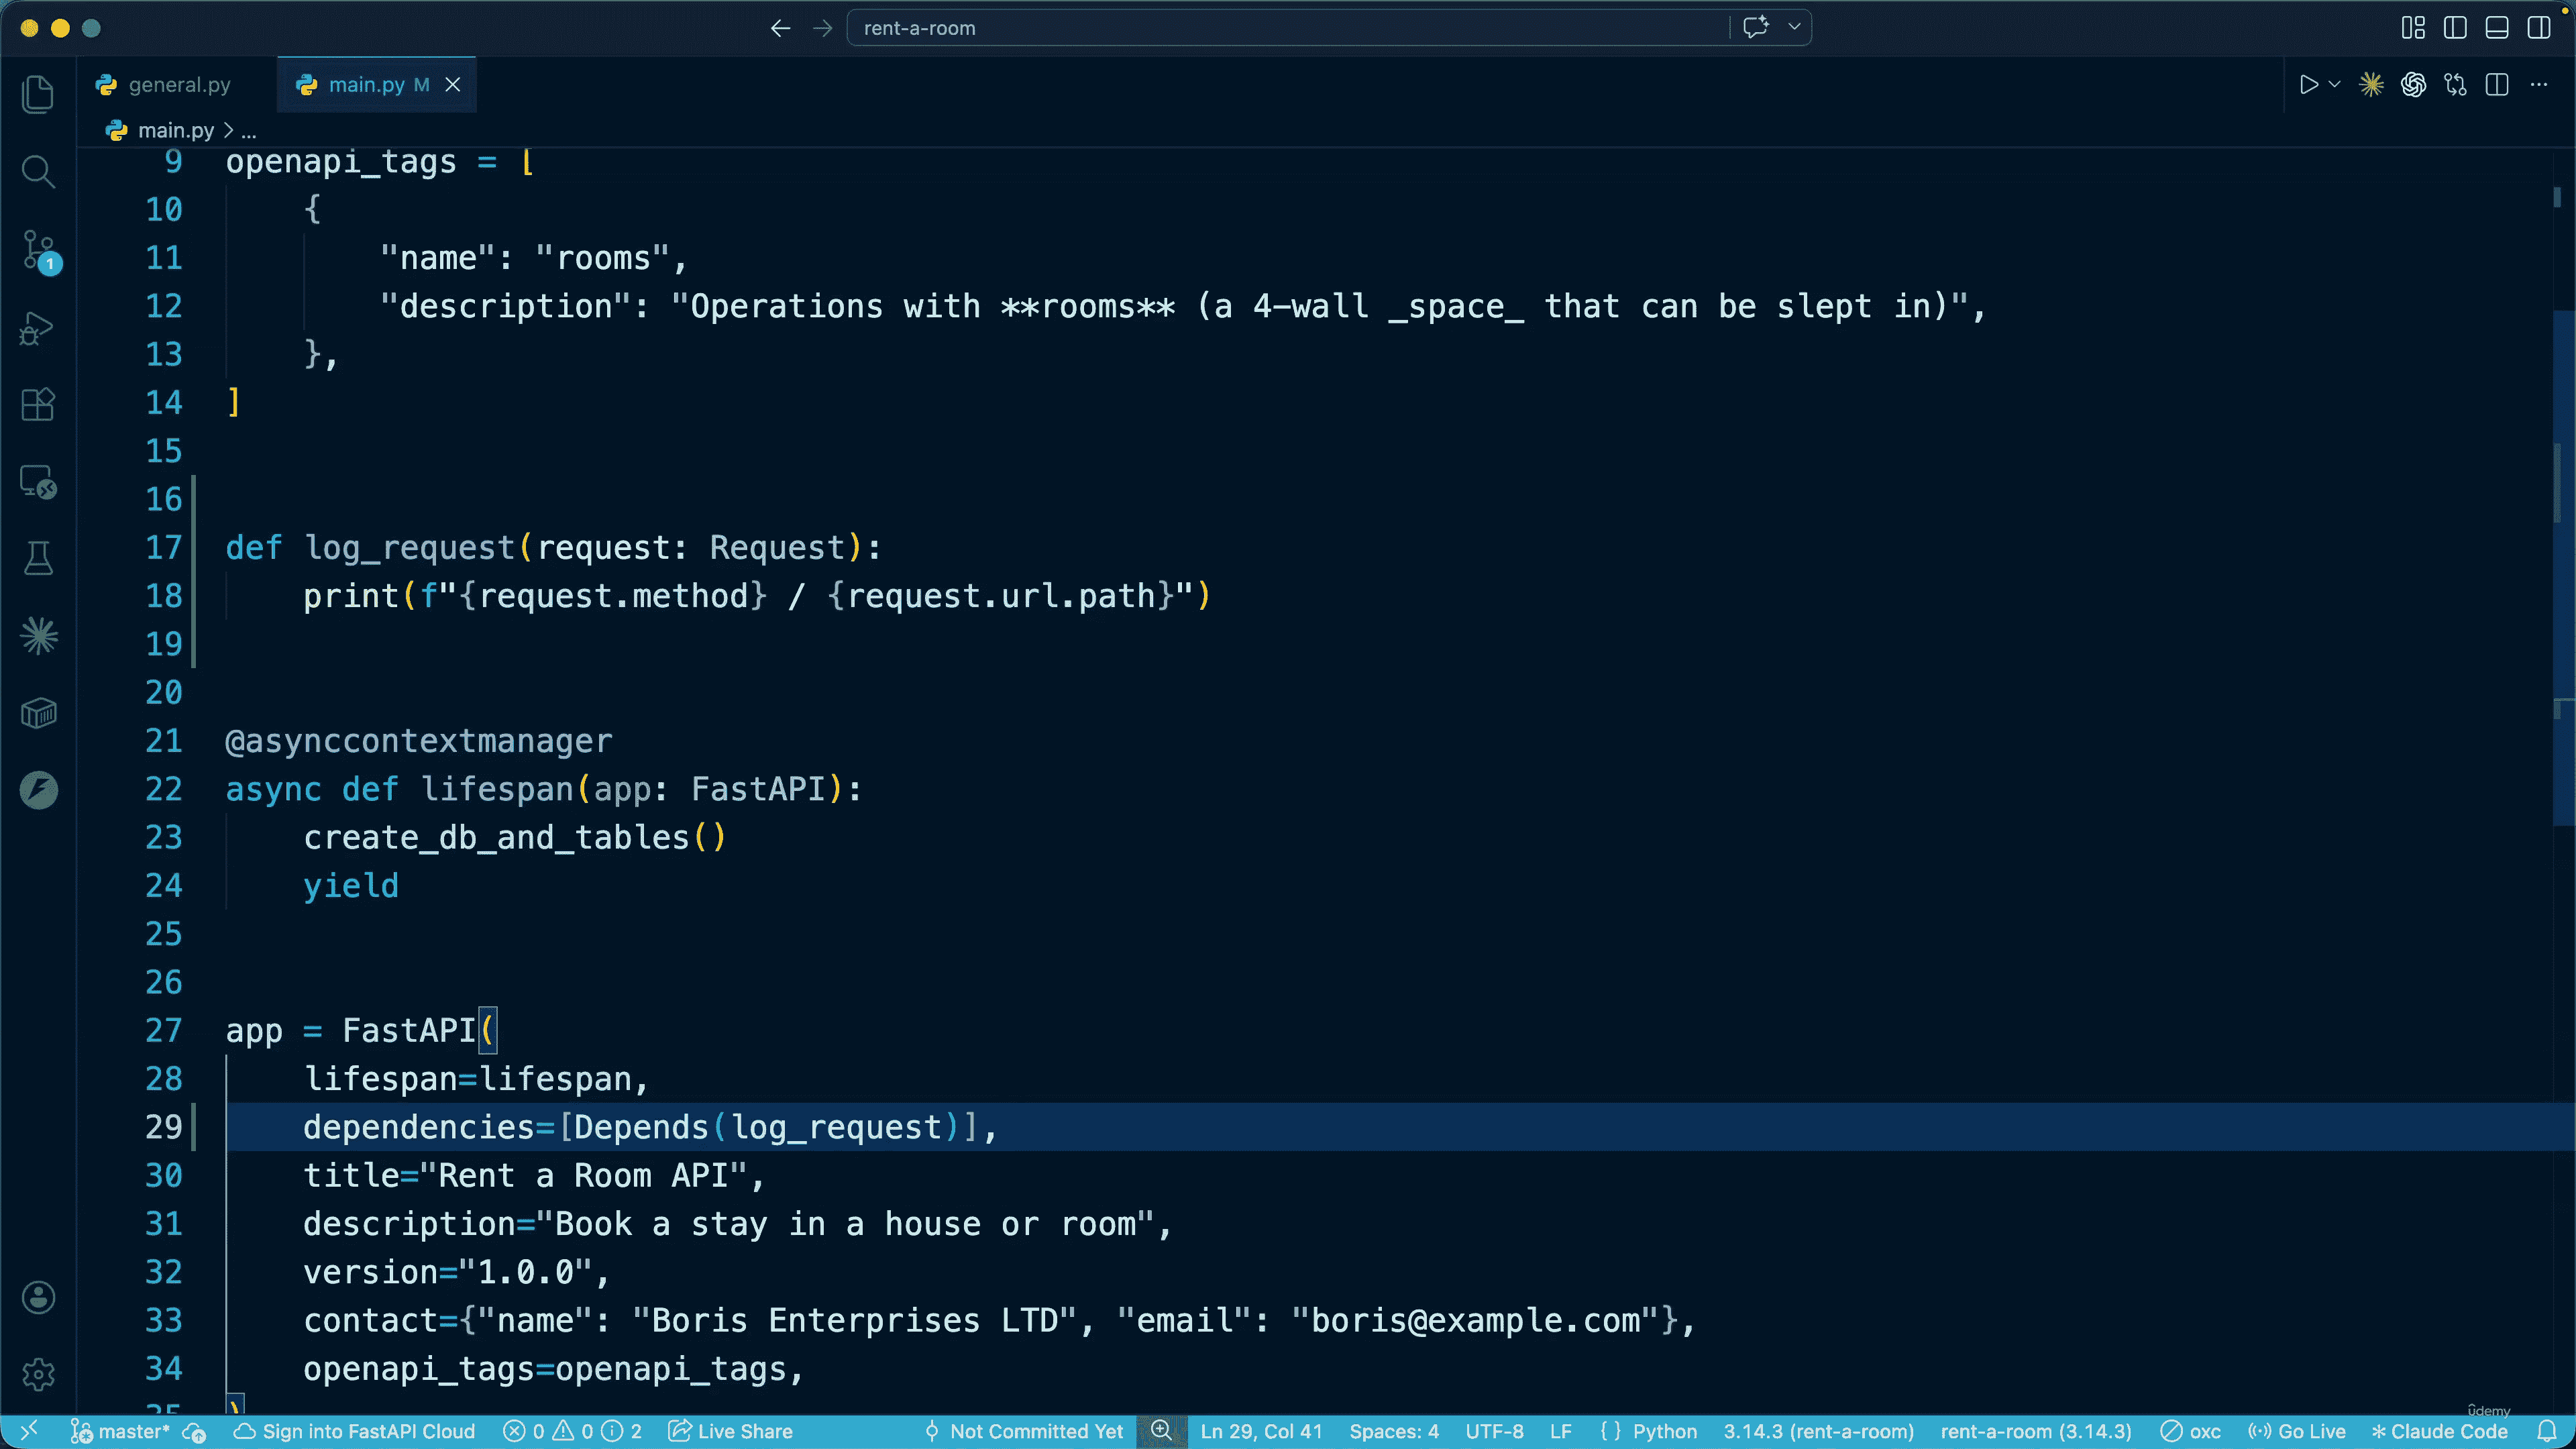 rent-a-room
general.py
main.py M
main.py > ...
9 openapi_tags = [
10 {
11 "name": "rooms",
12 "description": "Operations with **rooms** (a 4-wall _space_ that can be slept in)",
13 },
14 ]
15
16
17 def log_request(request: Request):
18 print(f"{request.method} / {request.url.path}")
19
20
21 @asynccontextmanager
22 async def lifespan(app: FastAPI):
23 create_db_and_tables()
24 yield
25
26
27 app = FastAPI(
28 lifespan=lifespan,
29 dependencies=[Depends(log_request)],
30 title="Rent a Room API",
31 description="Book a stay in a house or room",
32 version="1.0.0",
33 contact={"name": "Boris Enterprises LTD", "email": "boris@example.com"},
34 openapi_tags=openapi_tags,
35 )
1
ûdemy
master* Sign into FastAPI Cloud 0 0 2 Live Share Not Committed Yet Ln 29, Col 41 Spaces: 4 UTF-8 LF { } Python 3.14.3 (rent-a-room) rent-a-room (3.14.3) oxc Go Live Claude Code